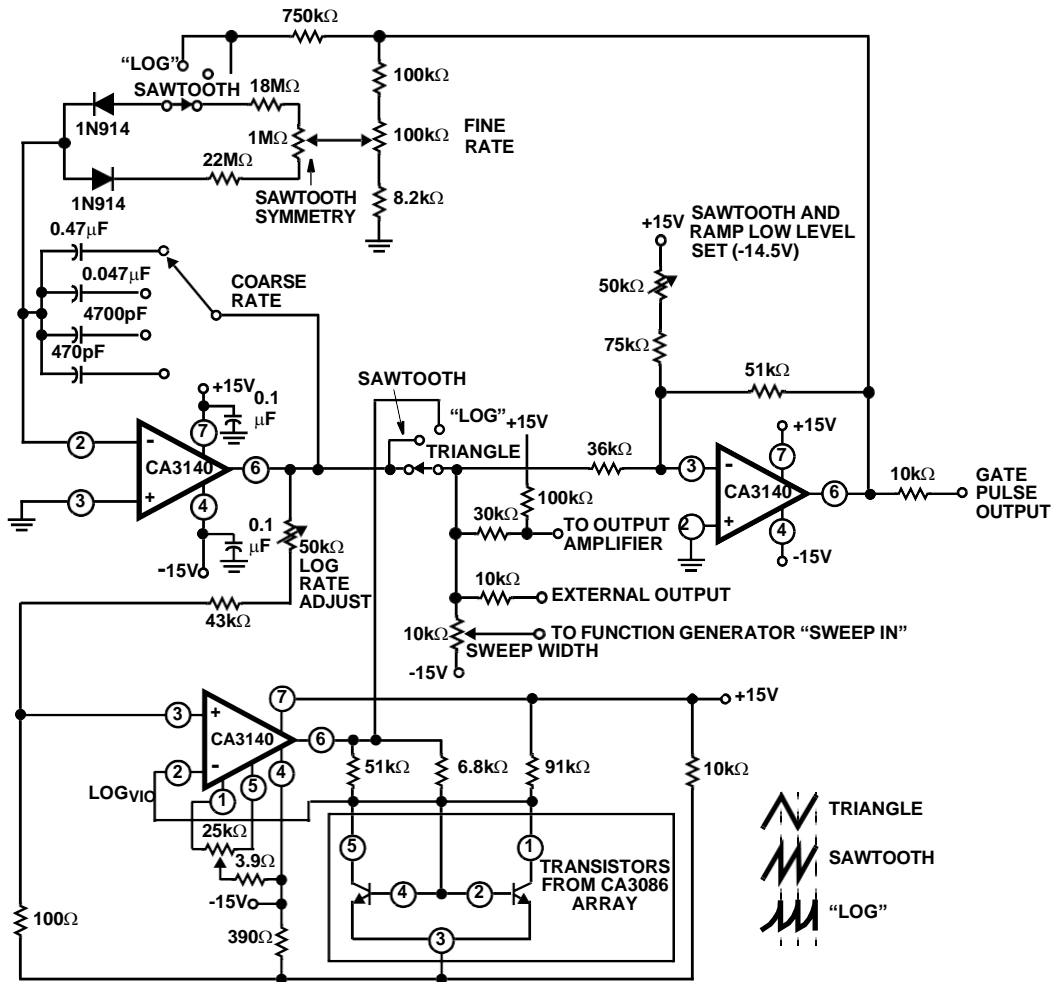 750kΩ
"LOG"
SAWTOOTH
18MΩ
100kΩ
1N914
1MΩ
100kΩ
FINE
RATE
22MΩ
1N914
SAWTOOTH
SYMMETRY
8.2kΩ
0.47μF
0.047μF
4700pF
470pF
COARSE
RATE
+15V
SAWTOOTH AND
RAMP LOW LEVEL
SET (-14.5V)
50kΩ
75kΩ
51kΩ
+15V
0.1
μF
7
2
-
CA3140
6
3
+
4
0.1
μF
-15V
50kΩ
LOG
RATE
ADJUST
43kΩ
SAWTOOTH
"LOG"
TRIANGLE
+15V
36kΩ
100kΩ
30kΩ
TO OUTPUT
AMPLIFIER
10kΩ
EXTERNAL OUTPUT
10kΩ
TO FUNCTION GENERATOR "SWEEP IN"
SWEEP WIDTH
-15V
+15V
7
3
-
CA3140
6
2
+
4
-15V
10kΩ
GATE
PULSE
OUTPUT
7
+15V
3
+
CA3140
6
2
-
4
5
1
LOGVIO
25kΩ
3.9Ω
-15V
390Ω
100Ω
51kΩ
6.8kΩ
91kΩ
10kΩ
5
1
4
2
3
TRANSISTORS
FROM CA3086
ARRAY
TRIANGLE
SAWTOOTH
"LOG"